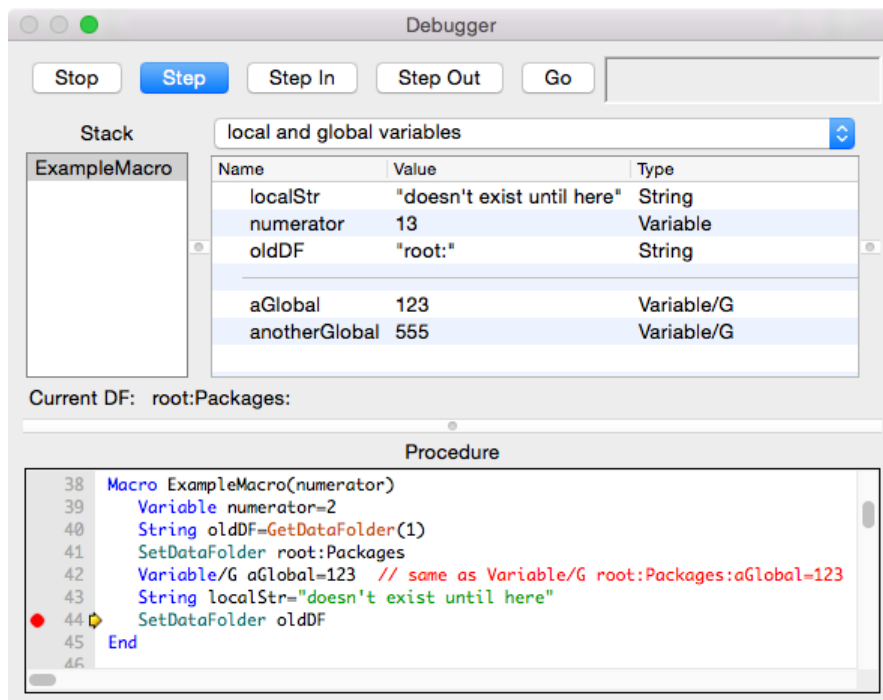 Debugger
Stop Step Step In Step Out Go
Stack local and global variables
ExampleMacro Name Value Type
localStr "doesn't exist until here" String
numerator 13 Variable
oldDF "root:" String
aGlobal 123 Variable/G
anotherGlobal 555 Variable/G
Current DF: root:Packages:
Procedure
38 Macro ExampleMacro(numerator)
39 Variable numerator=2
40 String oldDF=GetDataFolder(1)
41 SetDataFolder root:Packages
42 Variable/G aGlobal=123 // same as Variable/G root:Packages:aGlobal=123
43 String localStr="doesn't exist until here"
44 SetDataFolder oldDF
45 End
46